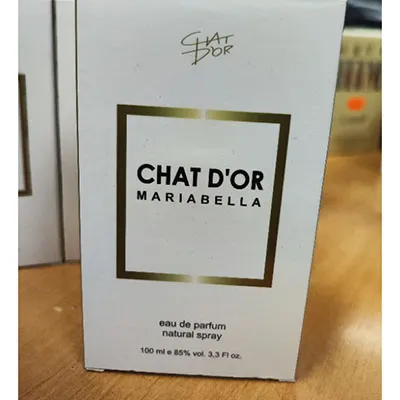 CHAT
D'OR
CHAT D'OR
MARIABELLA
eau de parfum
natural spray
100 ml e 85% vol. 3,3 Fl oz.